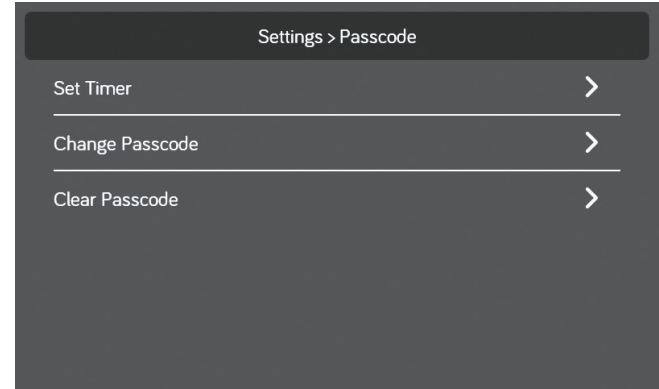 Settings > Passcode
Set Timer
Change Passcode
Clear Passcode